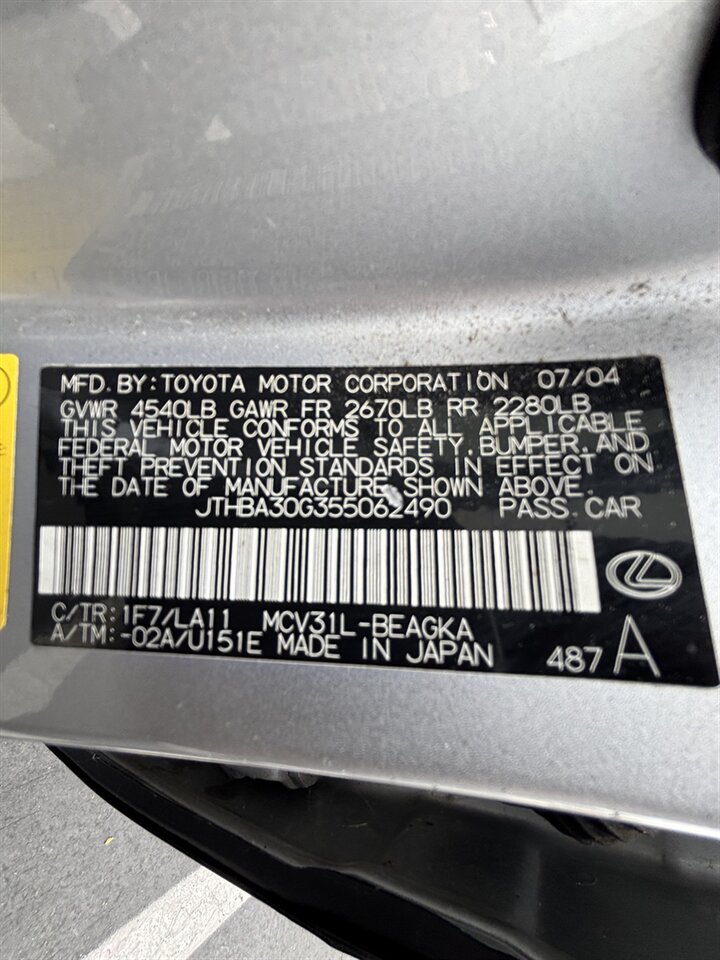 MFD. BY: TOYOTA MOTOR CORPORATION 07/04
GVWR 4540LB GAWR FR 2670LB RR 2280LB
THIS VEHICLE CONFORMS TO ALL APPLICABLE
FEDERAL MOTOR VEHICLE SAFETY, BUMPER, AND
THEFT PREVENTION STANDARDS IN EFFECT ON
THE DATE OF MANUFACTURE SHOWN ABOVE.
JTHBA30G355062490 PASS. CAR
C/TR: 1F7/LA11 MCV31L-BEAGKA
A/TM: -02A/U151E MADE IN JAPAN 487 A